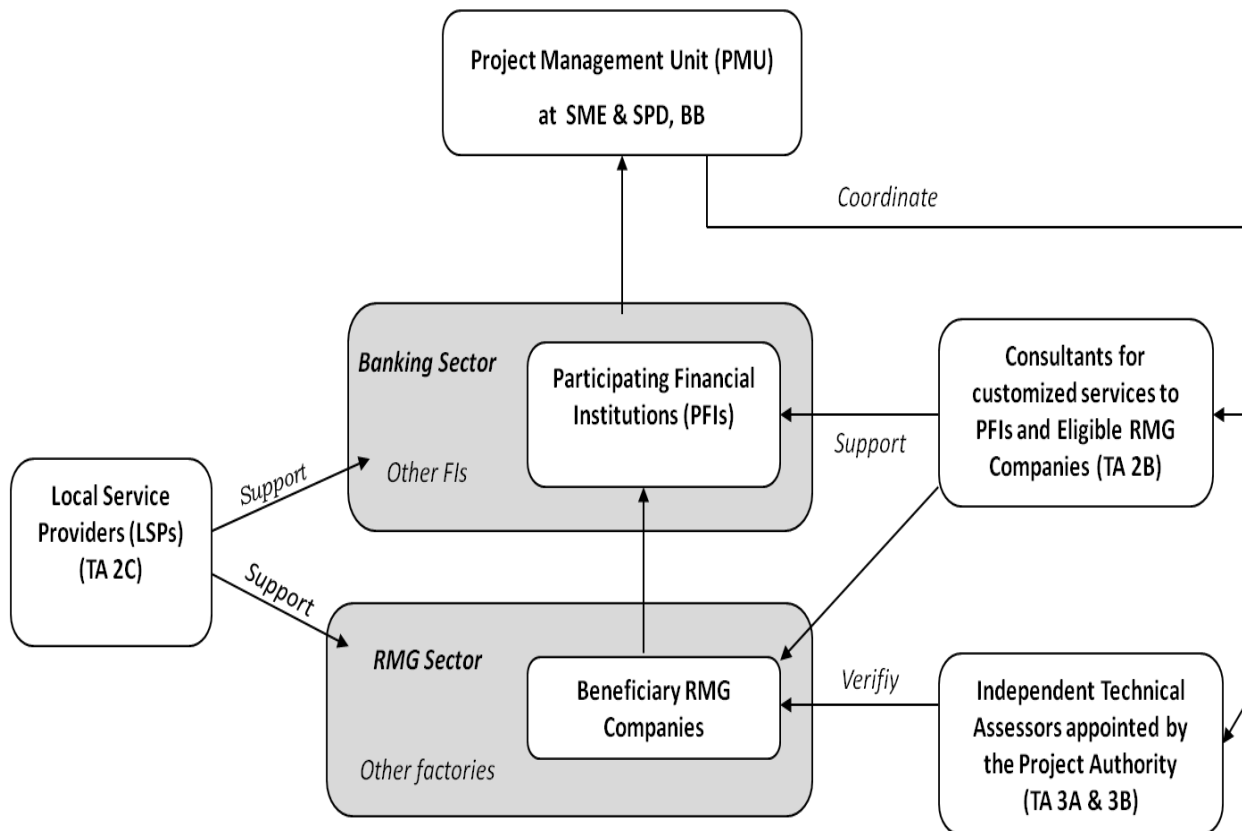 Project Management Unit (PMU)
at SME & SPD, BB
Coordinate
Banking Sector
Participating Financial
Institutions (PFIs)
Other FIs
Support
Consultants for
customized services to
PFIs and Eligible RMG
Companies (TA 2B)
Local Service
Providers (LSPs)
(TA 2C)
Support
Support
RMG Sector
Beneficiary RMG
Companies
Other factories
Verifiy
Independent Technical
Assessors appointed by
the Project Authority
(TA 3A & 3B)